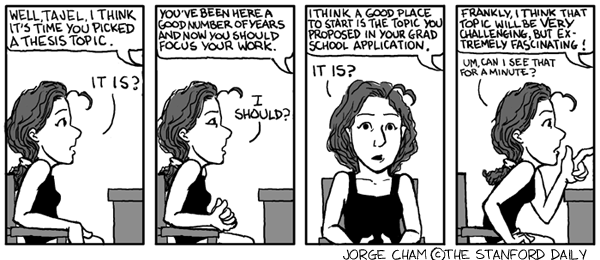 WELL, TAJEL, I THINK
IT'S TIME YOU PICKED
A THESIS TOPIC.
IT IS?
YOU'VE BEEN HERE A
GOOD NUMBER OF YEARS
AND NOW YOU SHOULD
FOCUS YOUR WORK.
I
SHOULD?
I THINK A GOOD PLACE
TO START IS THE TOPIC YOU
PROPOSED IN YOUR GRAD
SCHOOL APPLICATION.
IT IS?
FRANKLY, I THINK THAT
TOPIC WILL BE VERY
CHALLENGING, BUT EX-
TREMELY FASCINATING!
UM, CAN I SEE THAT
FOR A MINUTE?
JORGE CHAM ©THE STANFORD DAILY